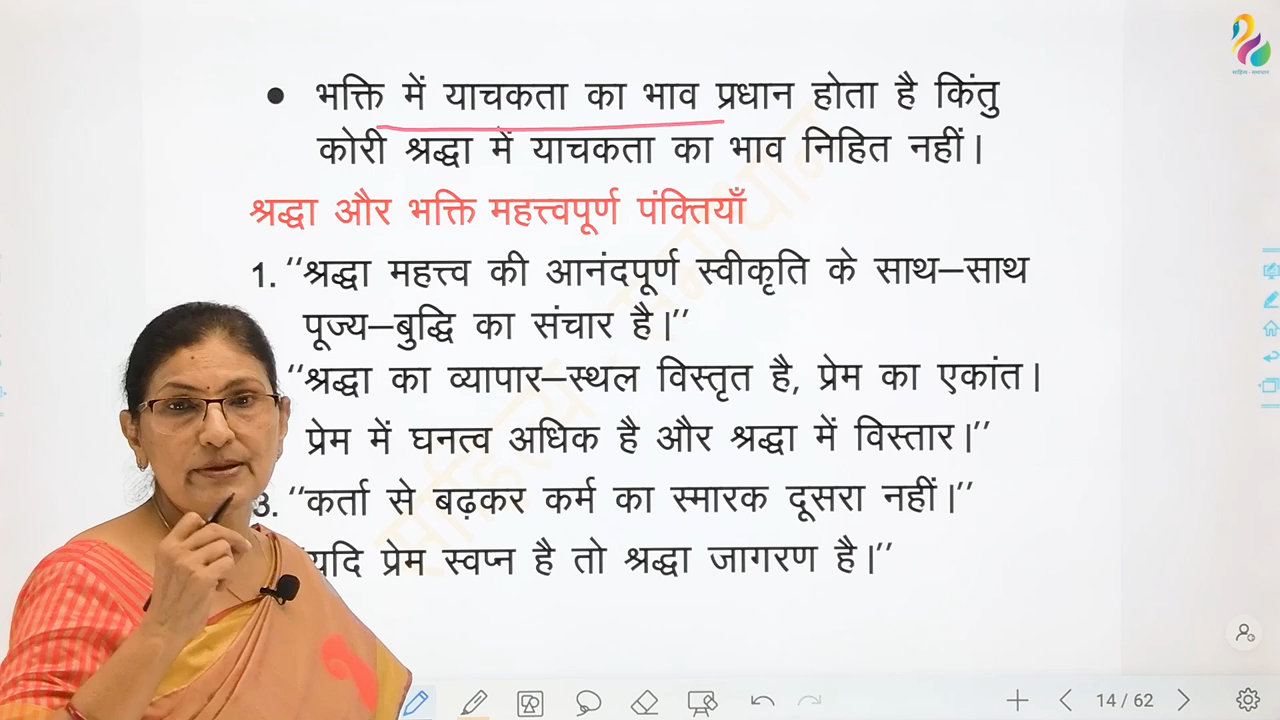 • भक्ति में याचकता का भाव प्रधान होता है किंतु
कोरी श्रद्धा में याचकता का भाव निहित नहीं।
श्रद्धा और भक्ति महत्त्वपूर्ण पंक्तियाँ
1. ‘‘श्रद्धा महत्त्व की आनंदपूर्ण स्वीकृति के साथ–साथ
पूज्य–बुद्धि का संचार है।’’
‘‘श्रद्धा का व्यापार–स्थल विस्तृत है, प्रेम का एकांत।
प्रेम में घनत्व अधिक है और श्रद्धा में विस्तार।’’
3. ‘‘कर्ता से बढ़कर कर्म का स्मारक दूसरा नहीं।’’
यदि प्रेम स्वप्न है तो श्रद्धा जागरण है।’’
साहित्य - समाधान
14 / 62